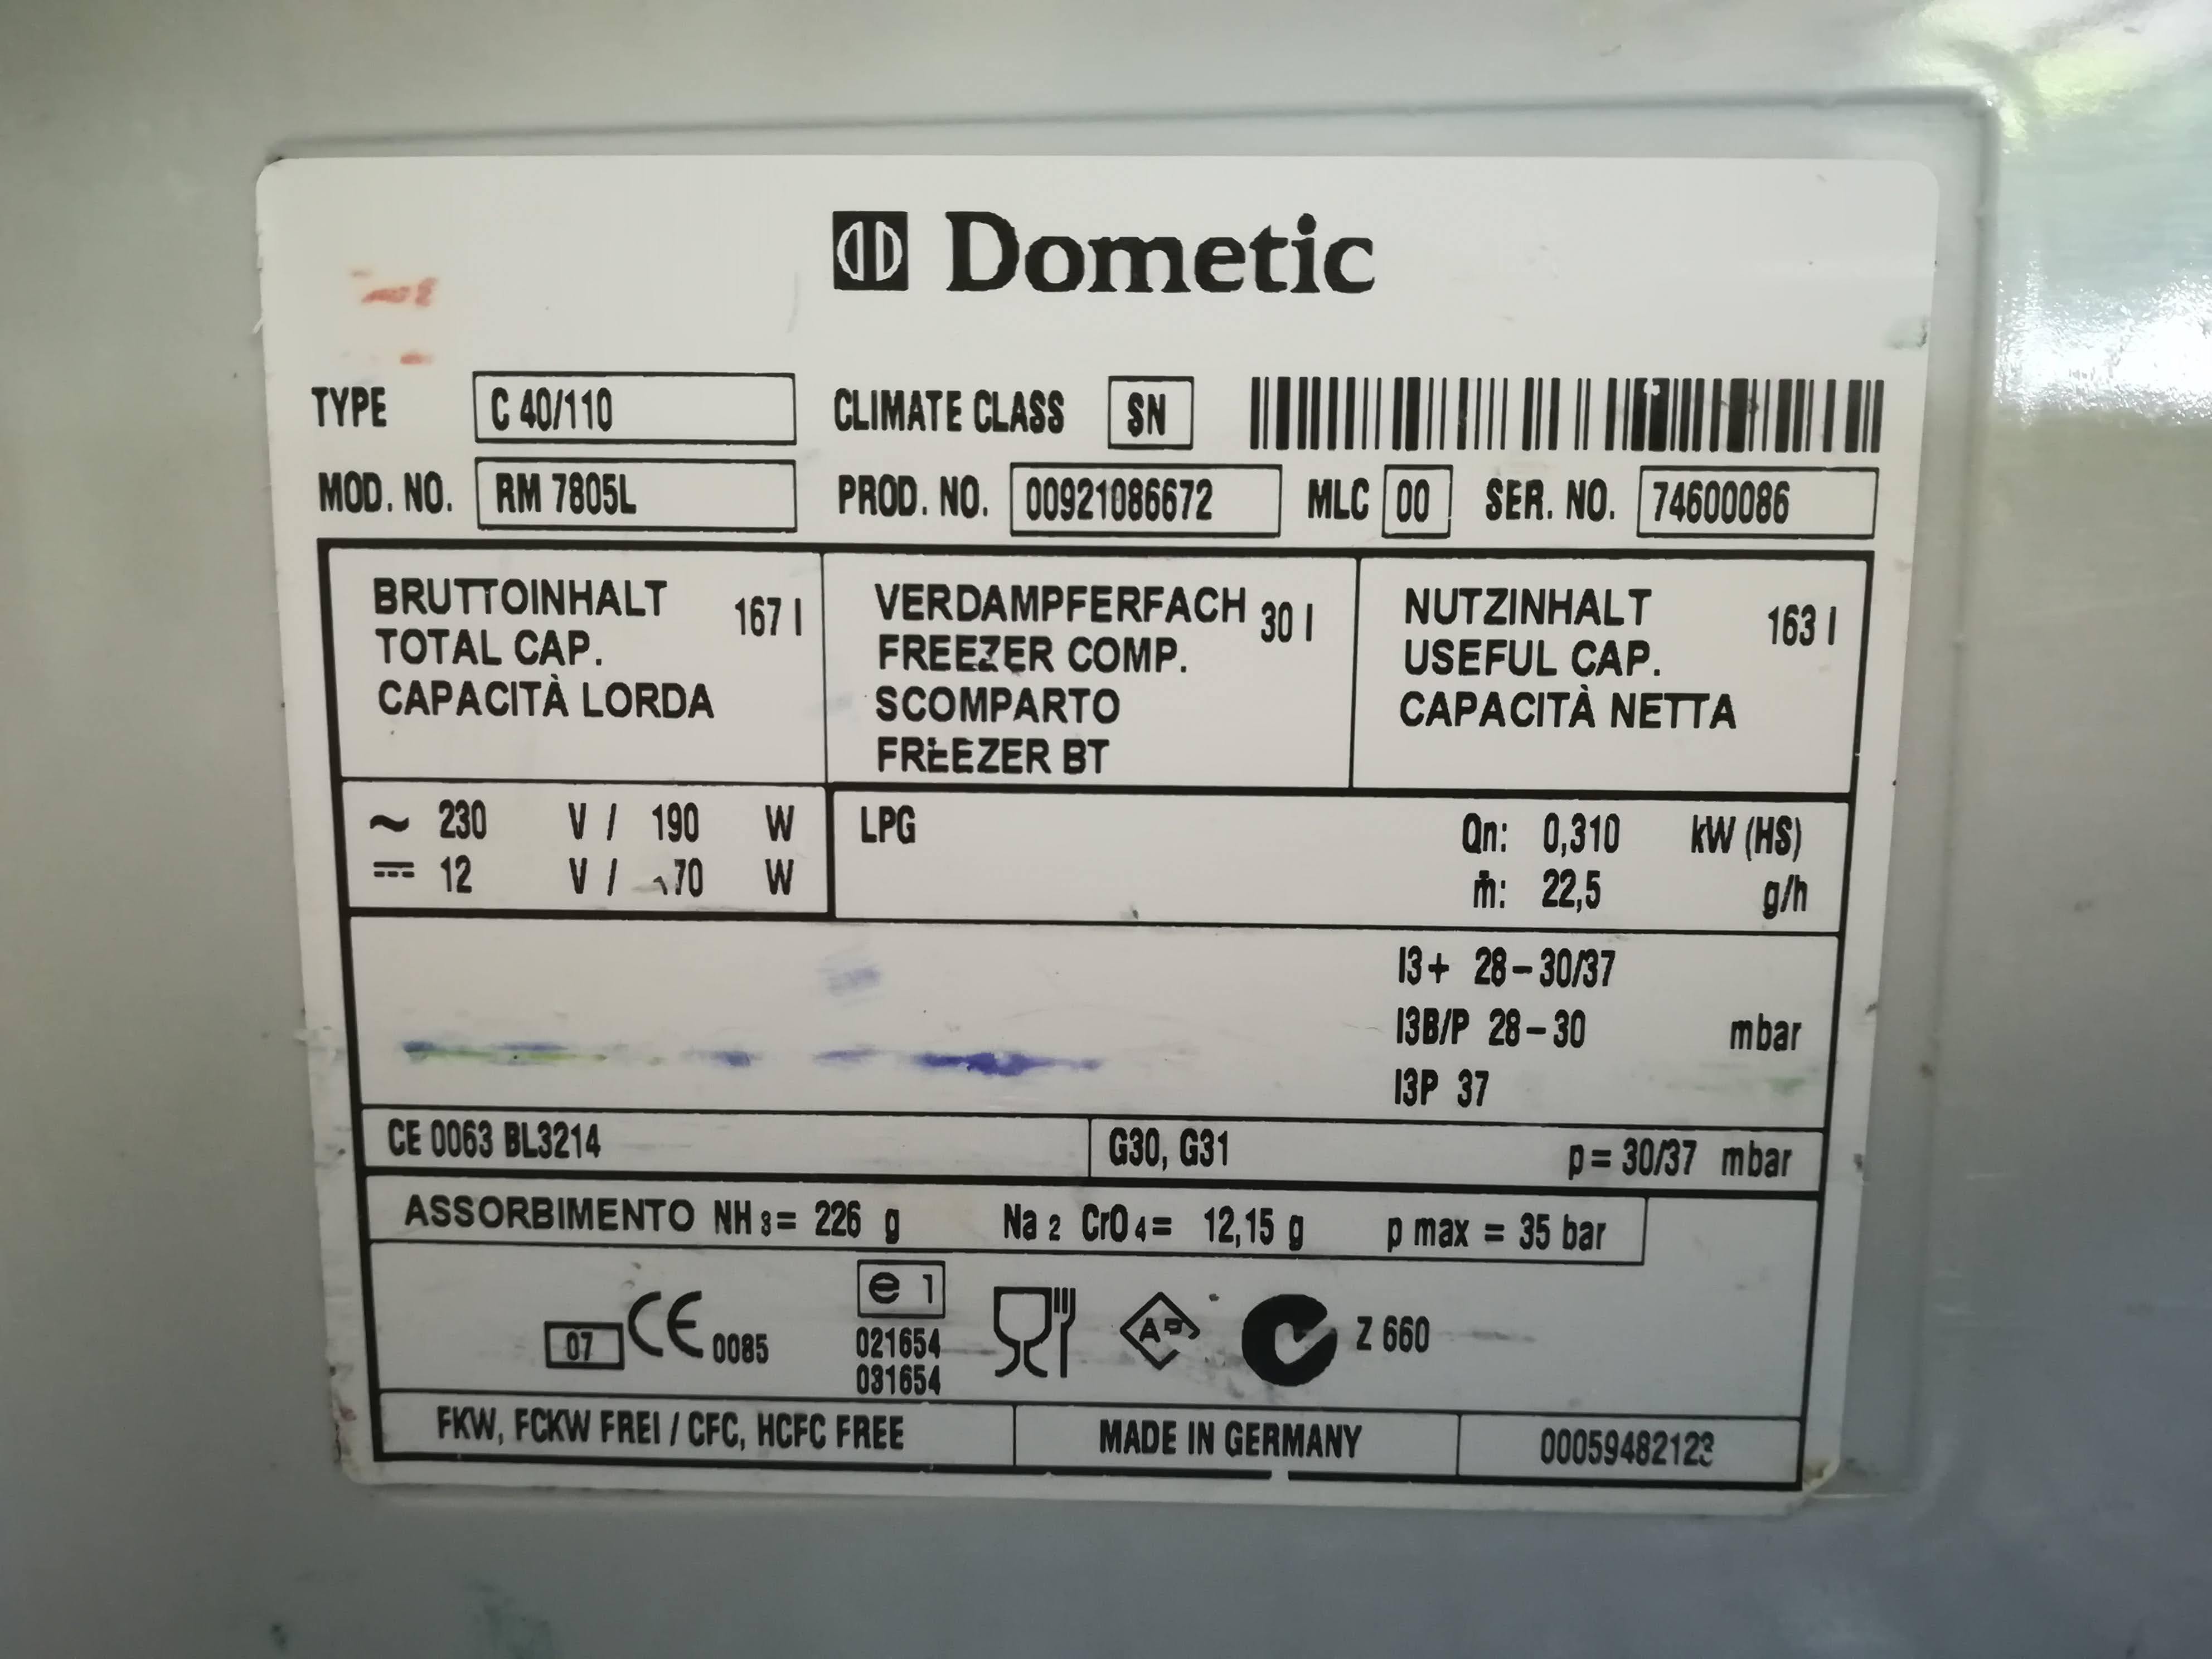 Dometic
TYPE C 40/110 CLIMATE CLASS SN
MOD. NO. RM 7805L PROD. NO. 00921086672 MLC 00 SER. NO. 74600086
BRUTTOINHALT 167 l
TOTAL CAP.
CAPACITÀ LORDA
VERDAMPFERFACH 30 l
FREEZER COMP.
SCOMPARTO
FREEZER BT
NUTZINHALT 163 l
USEFUL CAP.
CAPACITÀ NETTA
~ 230 V / 190 W
⎓ 12 V / W
LPG Qn: 0,310 kW (HS)
ṁ: 22,5 g/h
I3+ 28-30/37
I3B/P 28-30 mbar
I3P 37
CE 0063 BL3214 G30, G31 p= 30/37 mbar
ASSORBIMENTO NH3= 226 g Na2 CrO4= 12,15 g p max = 35 bar
07 CE 0085
e 1
021654
031654
Z 660
FKW, FCKW FREI / CFC, HCFC FREE MADE IN GERMANY 00059482123